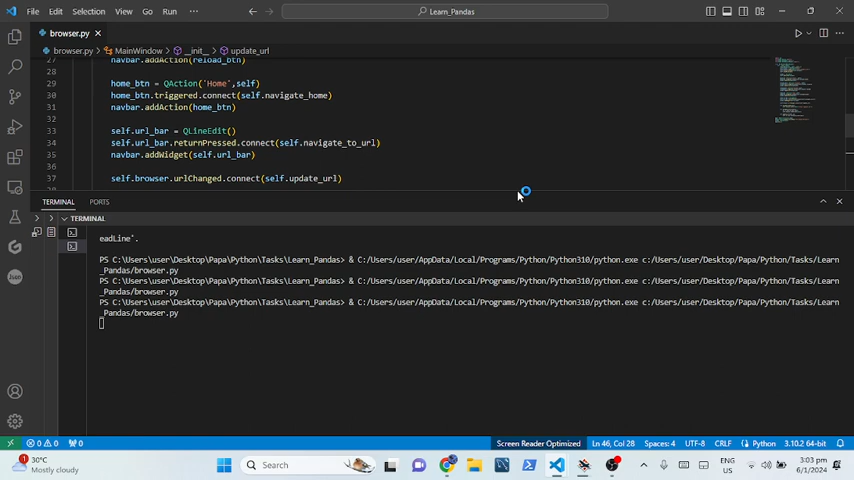 File Edit Selection View Go Run ··· Learn_Pandas
browser.py
browser.py > MainWindow > __init__ > update_url
27 navbar.addAction(reload_btn)
28
29 home_btn = QAction('Home',self)
30 home_btn.triggered.connect(self.navigate_home)
31 navbar.addAction(home_btn)
32
33 self.url_bar = QLineEdit()
34 self.url_bar.returnPressed.connect(self.navigate_to_url)
35 navbar.addWidget(self.url_bar)
36
37 self.browser.urlChanged.connect(self.update_url)
38
TERMINAL PORTS
TERMINAL
eadLine'.
PS C:\Users\user\Desktop\Papa\Python\Tasks\Learn_Pandas> & C:/Users/user/AppData/Local/Programs/Python/Python310/python.exe c:/Users/user/Desktop/Papa/Python/Tasks/Learn
_Pandas/browser.py
PS C:\Users\user\Desktop\Papa\Python\Tasks\Learn_Pandas> & C:/Users/user/AppData/Local/Programs/Python/Python310/python.exe c:/Users/user/Desktop/Papa/Python/Tasks/Learn
_Pandas/browser.py
PS C:\Users\user\Desktop\Papa\Python\Tasks\Learn_Pandas> & C:/Users/user/AppData/Local/Programs/Python/Python310/python.exe c:/Users/user/Desktop/Papa/Python/Tasks/Learn
_Pandas/browser.py
json
0 0 0 Screen Reader Optimized Ln 46, Col 28 Spaces: 4 UTF-8 CRLF Python 3.10.2 64-bit
1 30°C
Mostly cloudy
Search
ENG
US
3:03 pm
6/1/2024